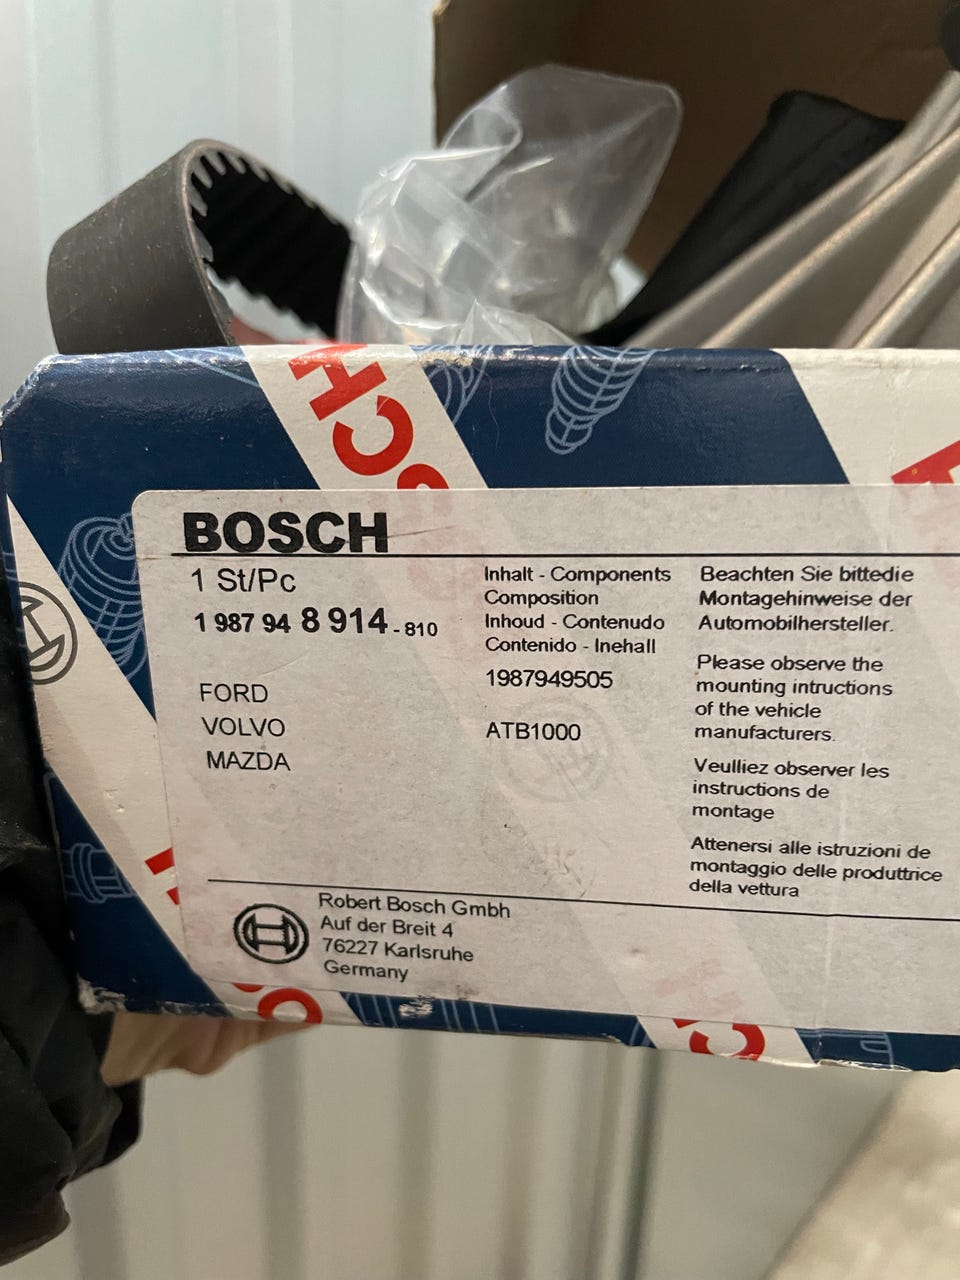 BOSCH
1 St/Pc
1 987 94 8 914 - 810
FORD
VOLVO
MAZDA
Inhalt - Components
Composition
Inhoud - Contenudo
Contenido - Inehall
1987949505
ATB1000
Beachten Sie bittedie
Montagehinweise der
Automobilhersteller.
Please observe the
mounting intructions
of the vehicle
manufacturers.
Veulliez observer les
instructions de
montage
Attenersi alle istruzioni de
montaggio delle produttrice
della vettura
Robert Bosch Gmbh
Auf der Breit 4
76227 Karlsruhe
Germany